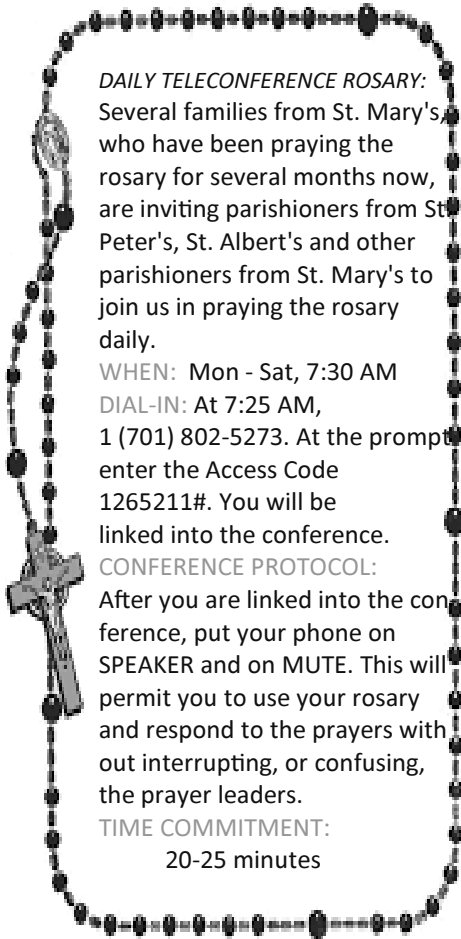 DAILY TELECONFERENCE ROSARY:
Several families from St. Mary's,
who have been praying the
rosary for several months now,
are inviting parishioners from St
Peter's, St. Albert's and other
parishioners from St. Mary's to
join us in praying the rosary
daily.
WHEN: Mon - Sat, 7:30 AM
DIAL-IN: At 7:25 AM,
1 (701) 802-5273. At the prompt
enter the Access Code
1265211#. You will be
linked into the conference.
CONFERENCE PROTOCOL:
After you are linked into the con
ference, put your phone on
SPEAKER and on MUTE. This will
permit you to use your rosary
and respond to the prayers with
out interrupting, or confusing,
the prayer leaders.
TIME COMMITMENT:
20-25 minutes